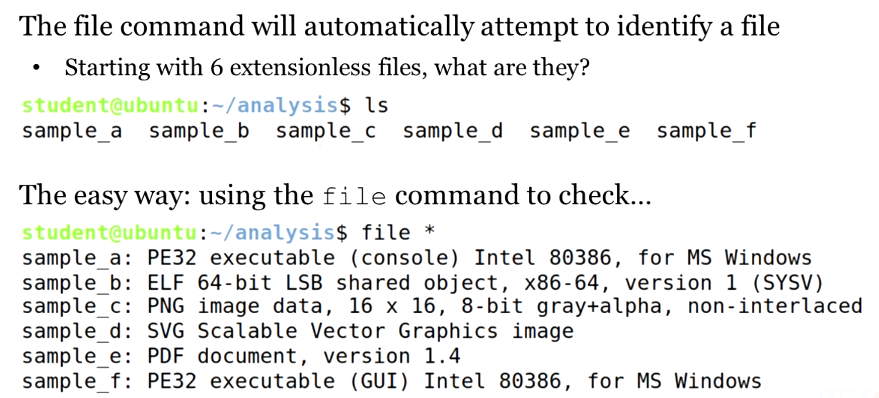 The file command will automatically attempt to identify a file
• Starting with 6 extensionless files, what are they?
student@ubuntu:~/analysis$ ls
sample_a  sample_b  sample_c  sample_d  sample_e  sample_f
The easy way: using the file command to check...
student@ubuntu:~/analysis$ file *
sample_a: PE32 executable (console) Intel 80386, for MS Windows
sample_b: ELF 64-bit LSB shared object, x86-64, version 1 (SYSV)
sample_c: PNG image data, 16 x 16, 8-bit gray+alpha, non-interlaced
sample_d: SVG Scalable Vector Graphics image
sample_e: PDF document, version 1.4
sample_f: PE32 executable (GUI) Intel 80386, for MS Windows